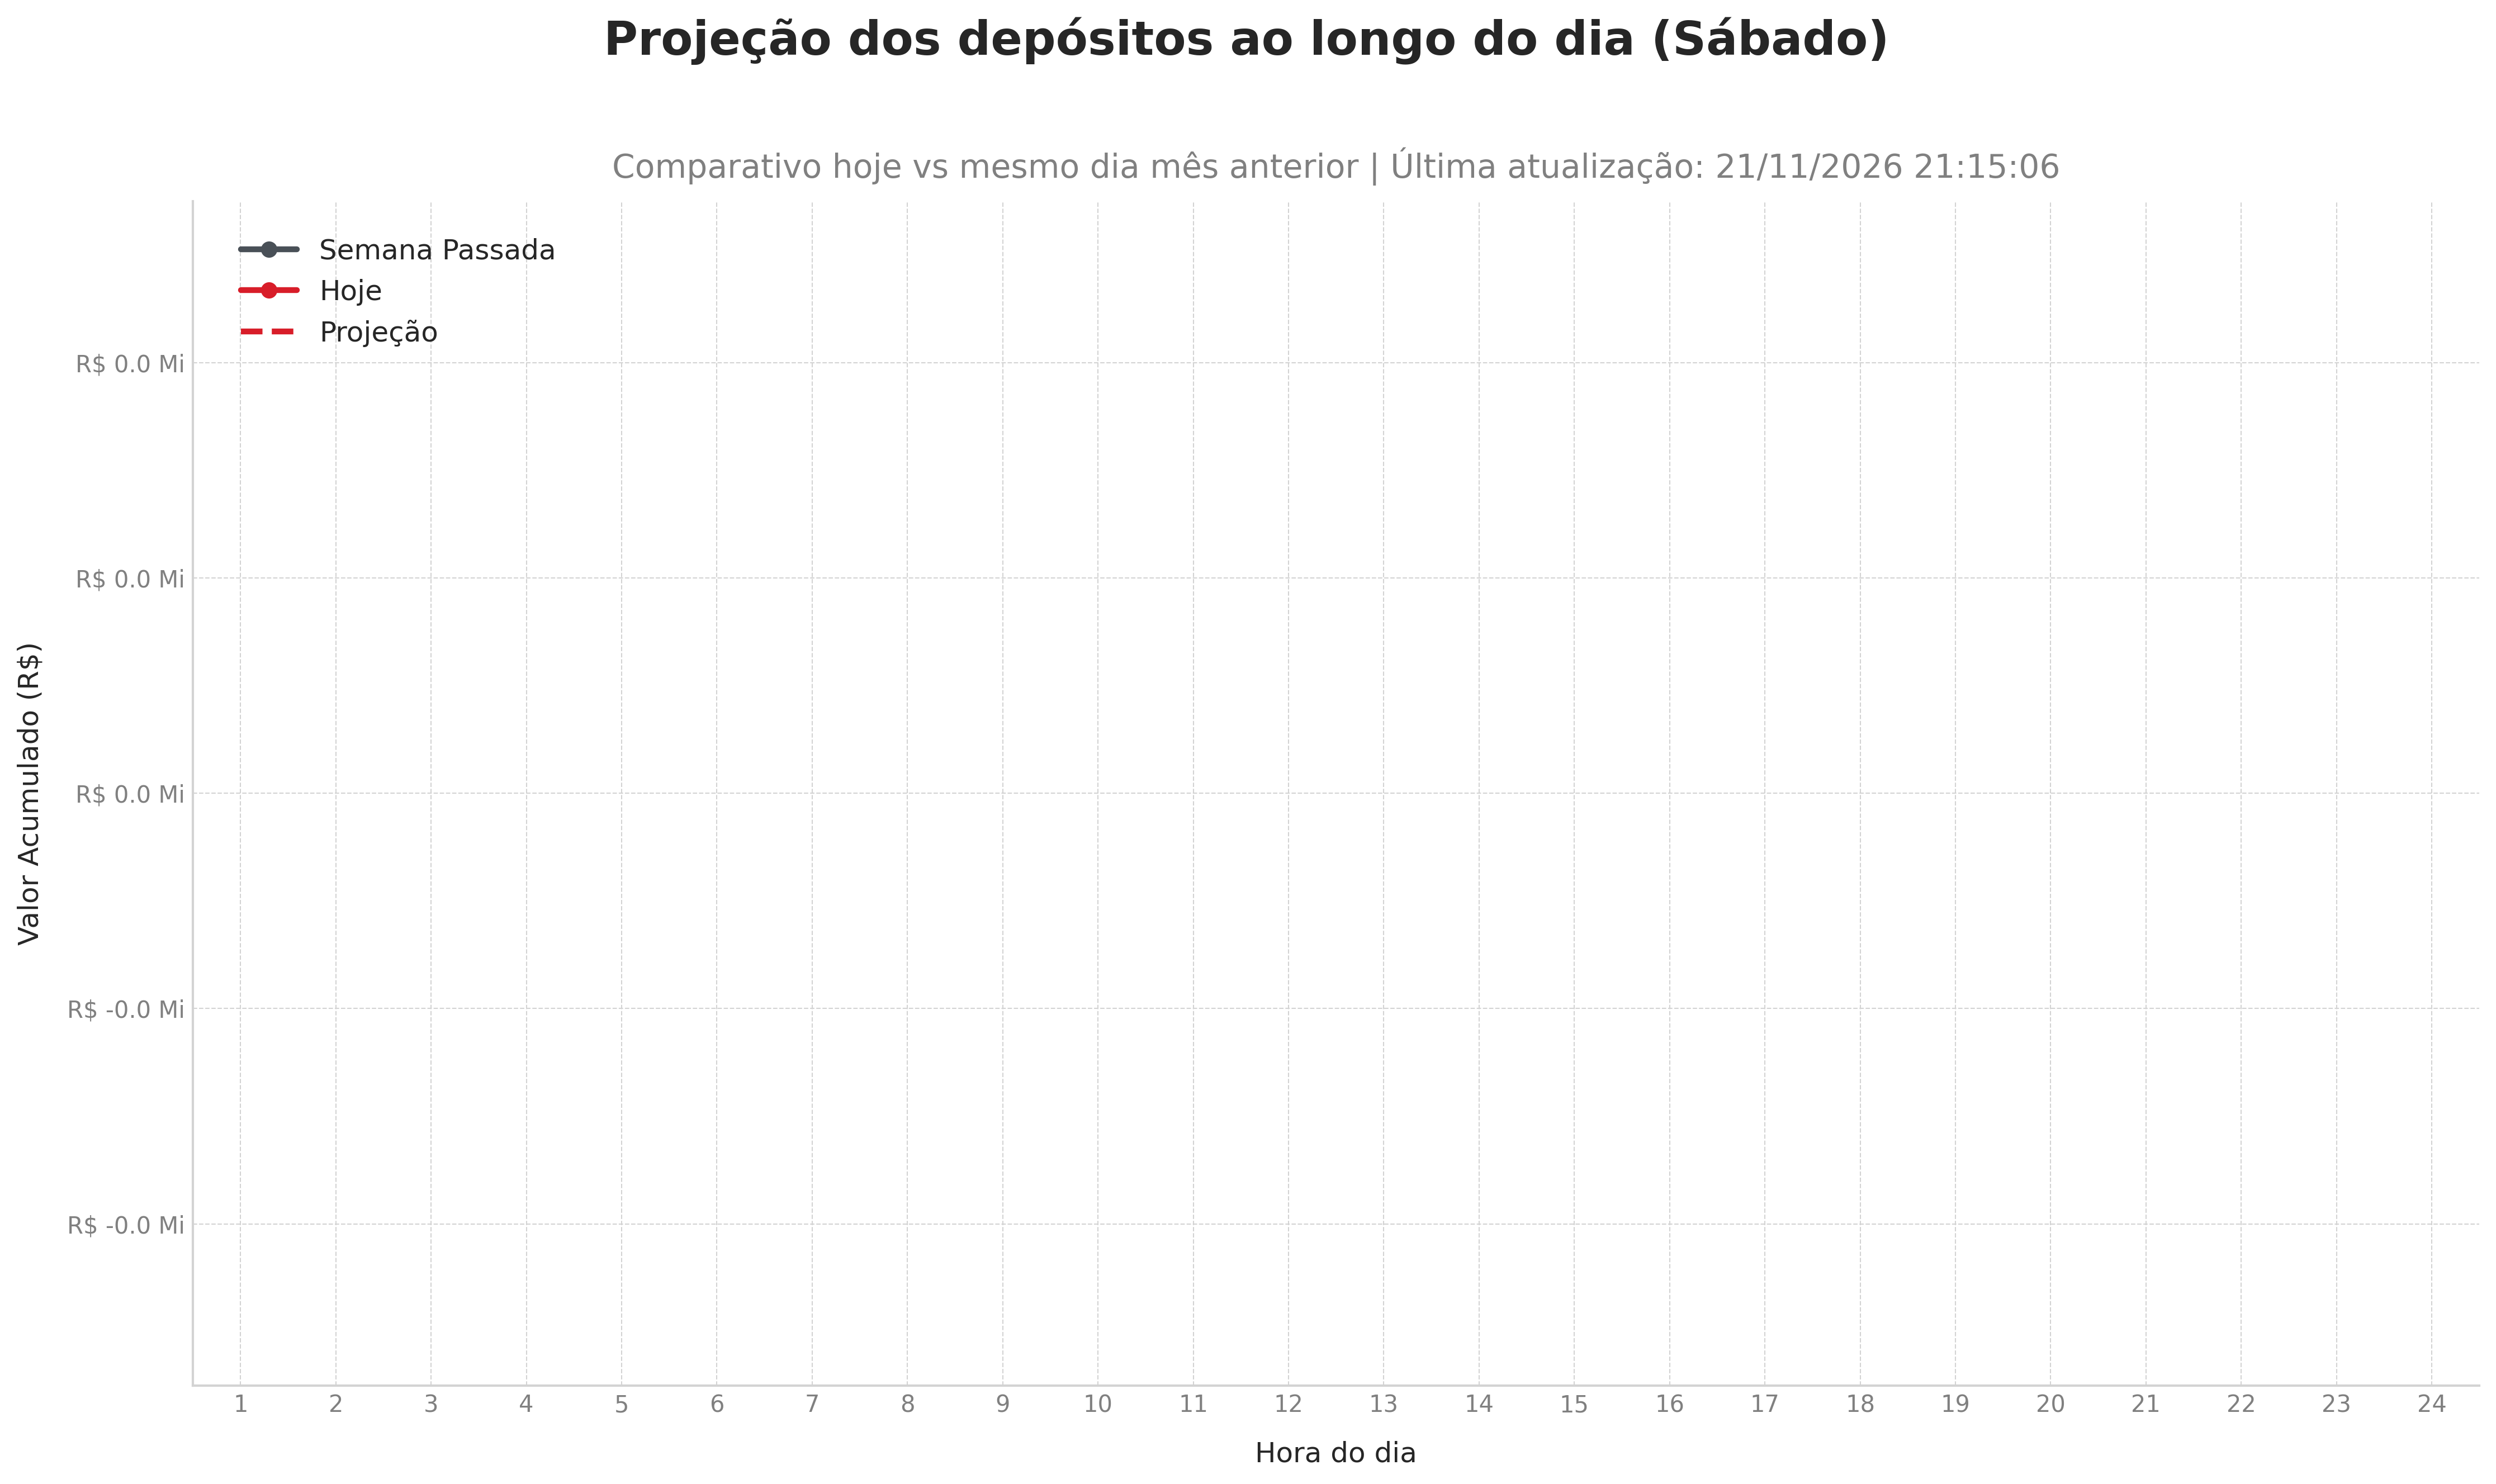 Projeção dos depósitos ao longo do dia (Sábado)
Comparativo hoje vs mesmo dia mês anterior | Última atualização: 21/11/2026 21:15:06
Semana Passada
Hoje
Projeção
R$ 0.0 Mi
R$ 0.0 Mi
R$ 0.0 Mi
R$ -0.0 Mi
R$ -0.0 Mi
Valor Acumulado (R$)
1 2 3 4 5 6 7 8 9 10 11 12 13 14 15 16 17 18 19 20 21 22 23 24
Hora do dia